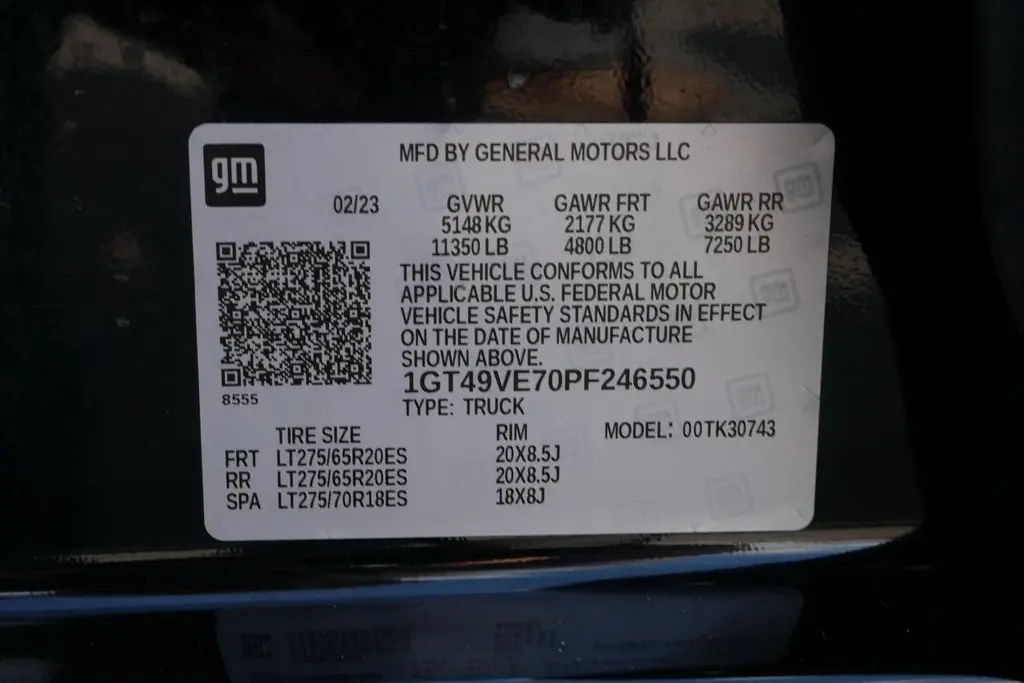 gm
MFD BY GENERAL MOTORS LLC
02/23 GVWR GAWR FRT GAWR RR
5148 KG 2177 KG 3289 KG
11350 LB 4800 LB 7250 LB
THIS VEHICLE CONFORMS TO ALL
APPLICABLE U.S. FEDERAL MOTOR
VEHICLE SAFETY STANDARDS IN EFFECT
ON THE DATE OF MANUFACTURE
SHOWN ABOVE.
8555
1GT49VE70PF246550
TYPE: TRUCK
TIRE SIZE RIM MODEL: 00TK30743
FRT LT275/65R20ES 20X8.5J
RR LT275/65R20ES 20X8.5J
SPA LT275/70R18ES 18X8J